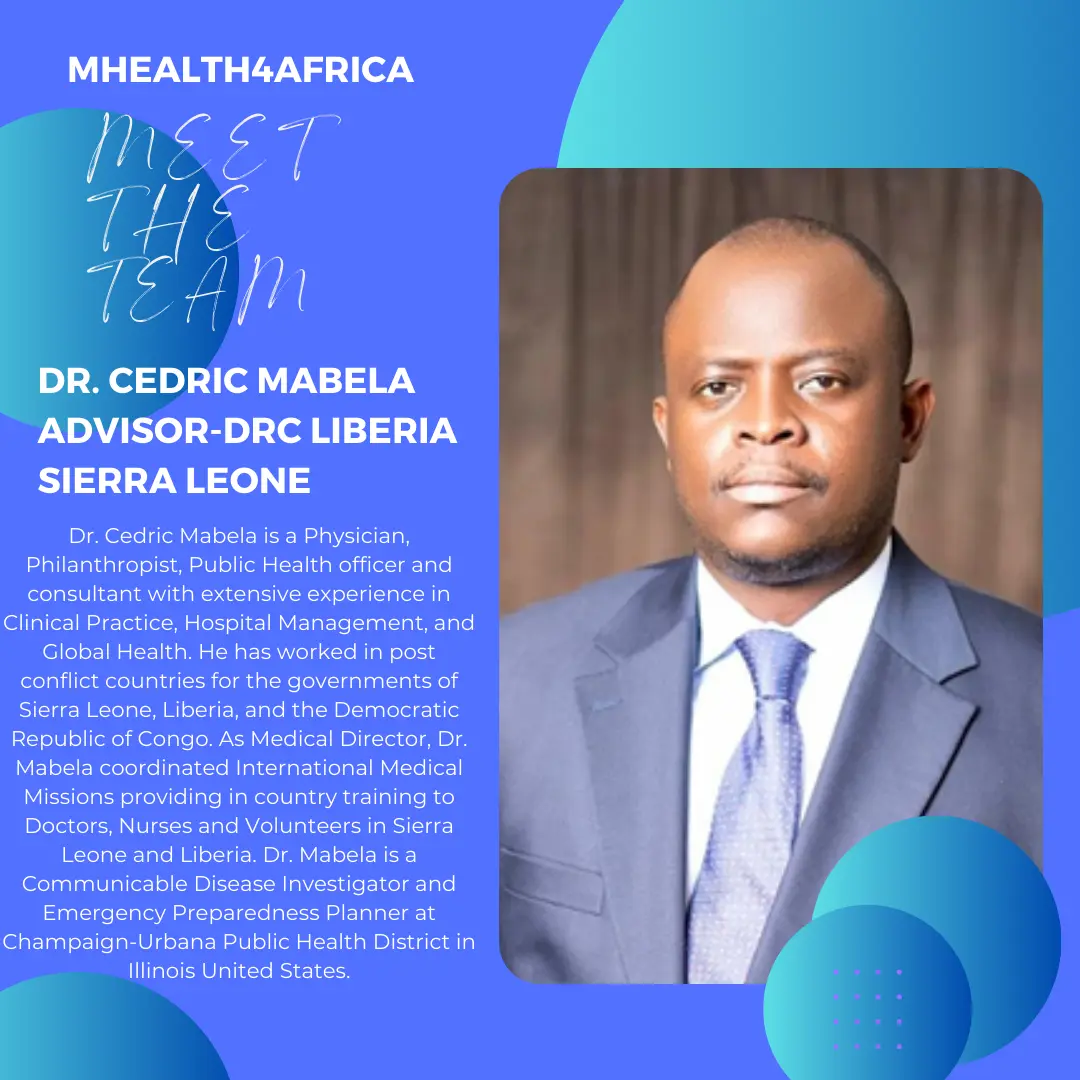 MHEALTH4AFRICA
MEET
THE
TEAM
DR. CEDRIC MABELA
ADVISOR-DRC LIBERIA
SIERRA LEONE
Dr. Cedric Mabela is a Physician,
Philanthropist, Public Health officer and
consultant with extensive experience in
Clinical Practice, Hospital Management, and
Global Health. He has worked in post
conflict countries for the governments of
Sierra Leone, Liberia, and the Democratic
Republic of Congo. As Medical Director, Dr.
Mabela coordinated International Medical
Missions providing in country training to
Doctors, Nurses and Volunteers in Sierra
Leone and Liberia. Dr. Mabela is a
Communicable Disease Investigator and
Emergency Preparedness Planner at
Champaign-Urbana Public Health District in
Illinois United States.